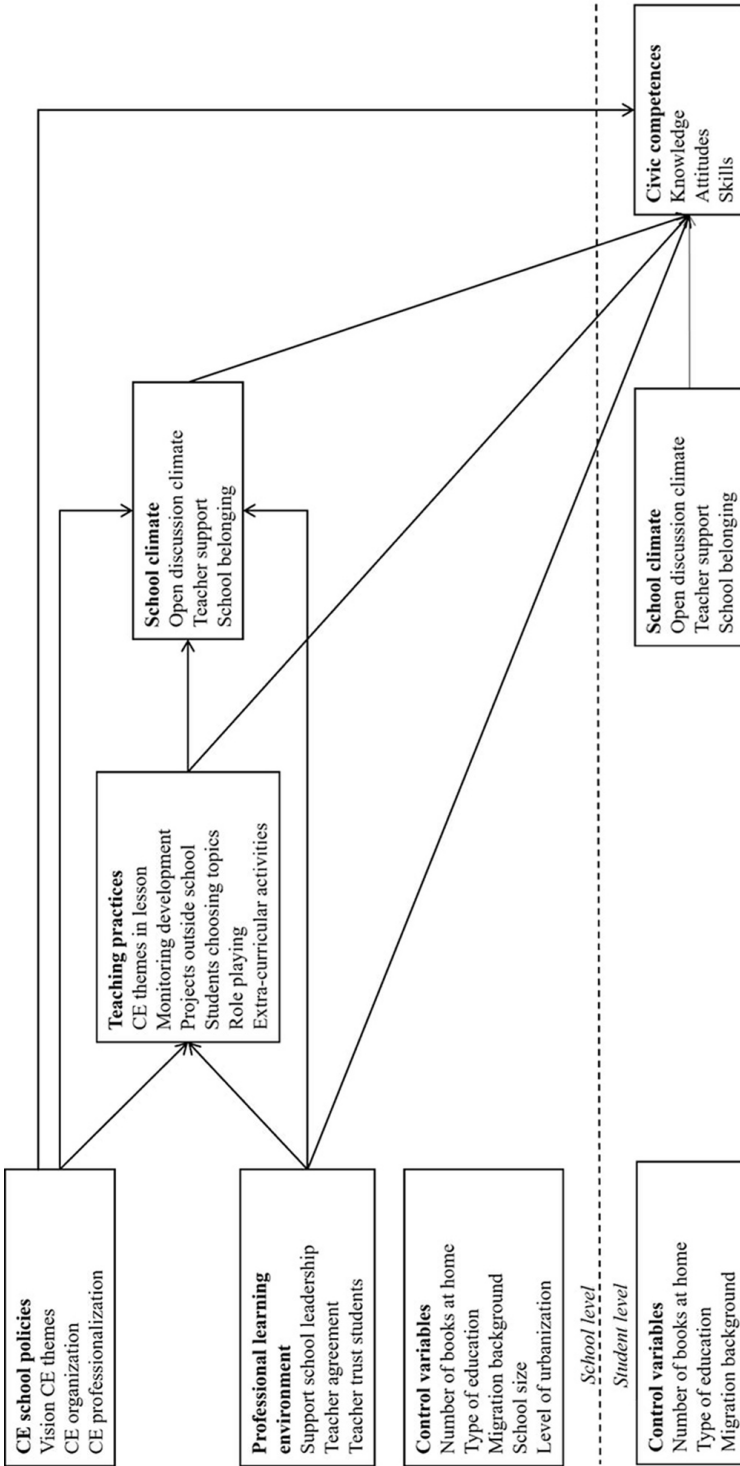 CE school policies
Vision CE themes
CE organization
CE professionalization
Professional learning
environment
Support school leadership
Teacher agreement
Teacher trust students
Control variables
Number of books at home
Type of education
Migration background
School size
Level of urbanization
Teaching practices
CE themes in lesson
Monitoring development
Projects outside school
Students choosing topics
Role playing
Extra-curricular activities
School climate
Open discussion climate
Teacher support
School belonging
School level
Student level
Control variables
Number of books at home
Type of education
Migration background
School climate
Open discussion climate
Teacher support
School belonging
Civic competences
Knowledge
Attitudes
Skills